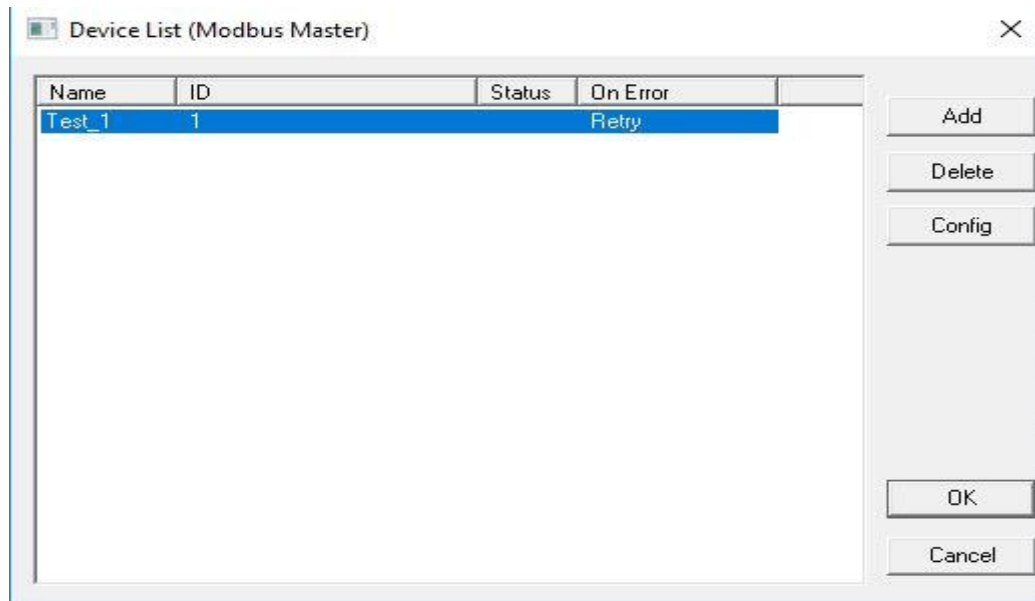 Device List (Modbus Master)
Name ID Status On Error
Test_1 1 Retry
Add
Delete
Config
OK
Cancel